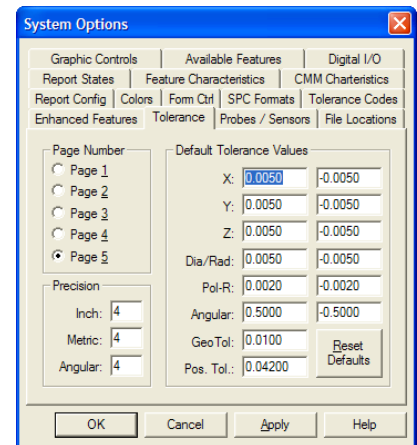 System Options
Graphic Controls Available Features Digital I/O
Report States Feature Characteristics CMM Charteristics
Report Config Colors Form Ctrl SPC Formats Tolerance Codes
Enhanced Features Tolerance Probes / Sensors File Locations
Page Number
Page 1
Page 2
Page 3
Page 4
Page 5
Precision
Inch: 4
Metric: 4
Angular: 4
Default Tolerance Values
X: 0.0050 -0.0050
Y: 0.0050 -0.0050
Z: 0.0050 -0.0050
Dia/Rad: 0.0050 -0.0050
Pol-R: 0.0020 -0.0020
Angular: 0.5000 -0.5000
GeoTol: 0.0100
Pos. Tol.: 0.04200
Reset
Defaults
OK Cancel Apply Help